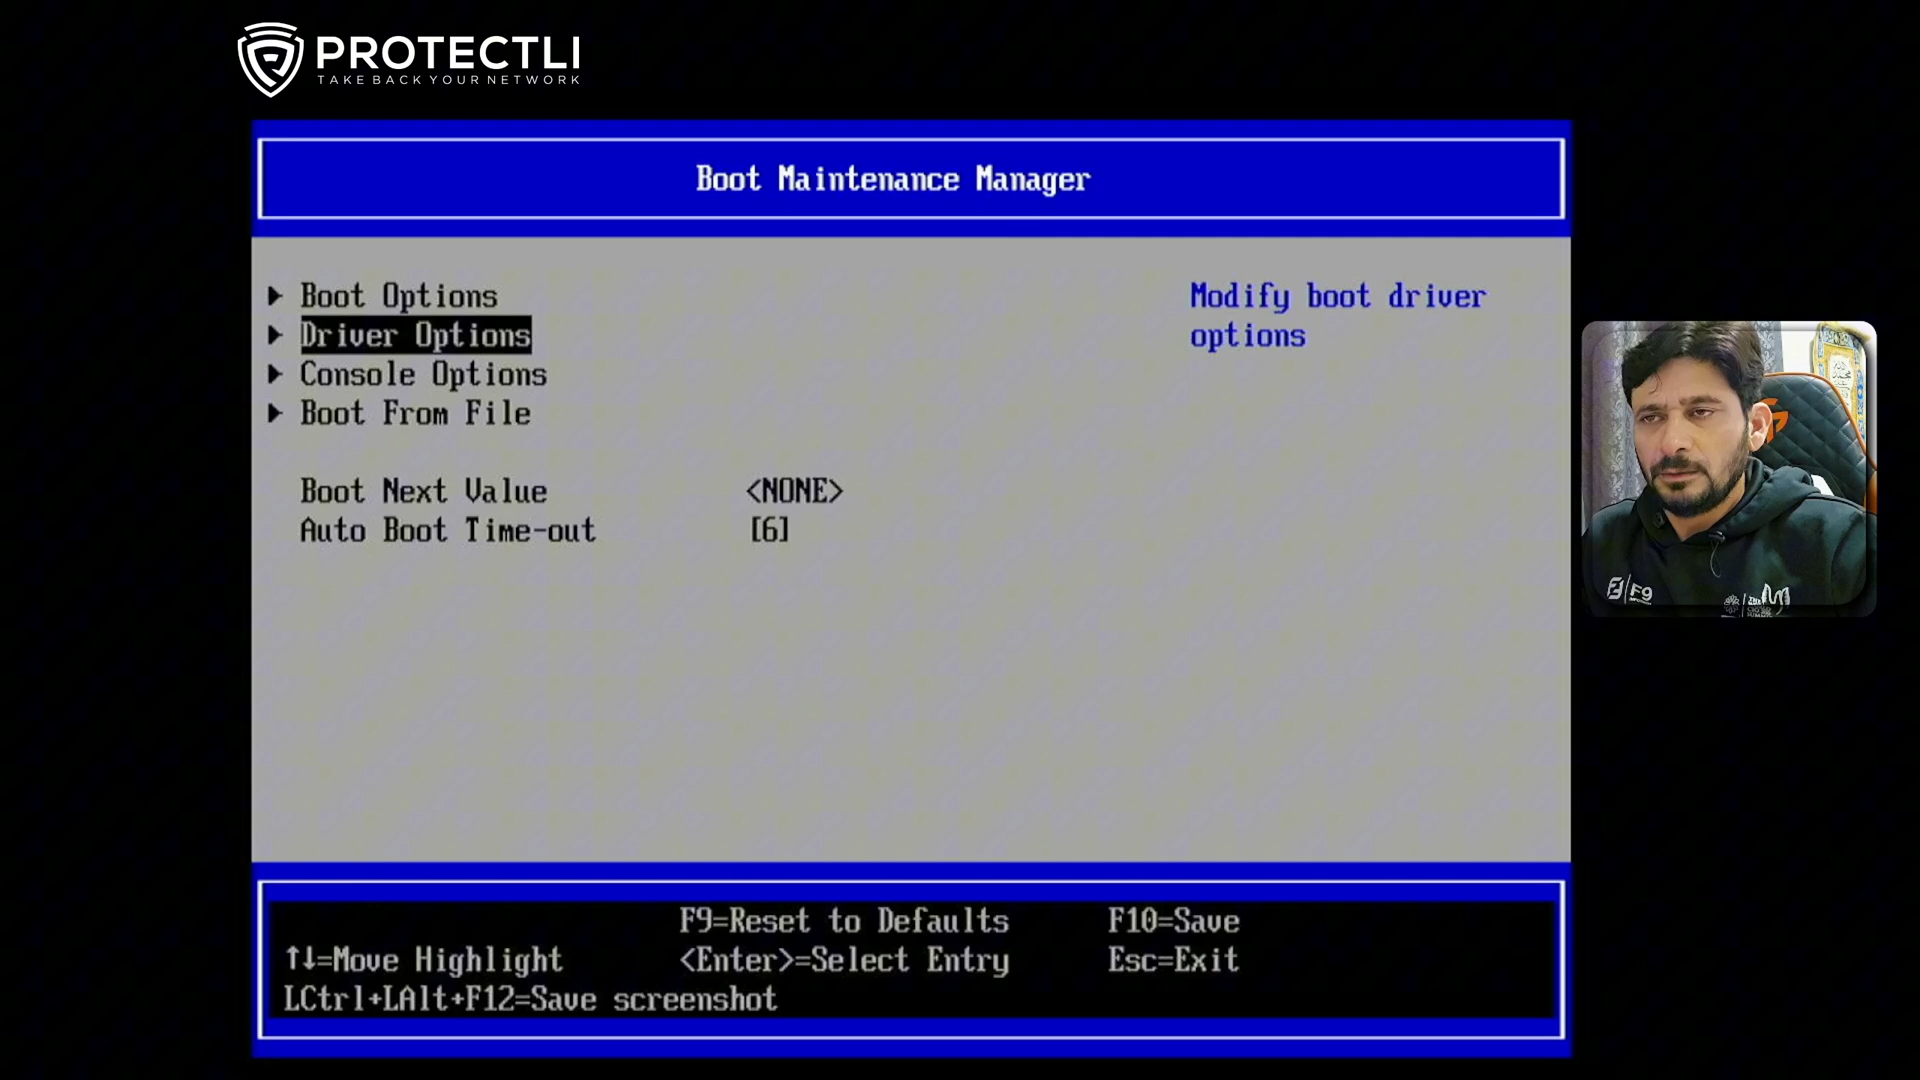 PROTECTLI
TAKE BACK YOUR NETWORK
Boot Maintenance Manager
Boot Options
Driver Options
Console Options
Boot From File
Modify boot driver
options
Boot Next Value <NONE>
Auto Boot Time-out [6]
F9=Reset to Defaults F10=Save
↑↓=Move Highlight <Enter>=Select Entry Esc=Exit
LCtrl+LAlt+F12=Save screenshot
F9